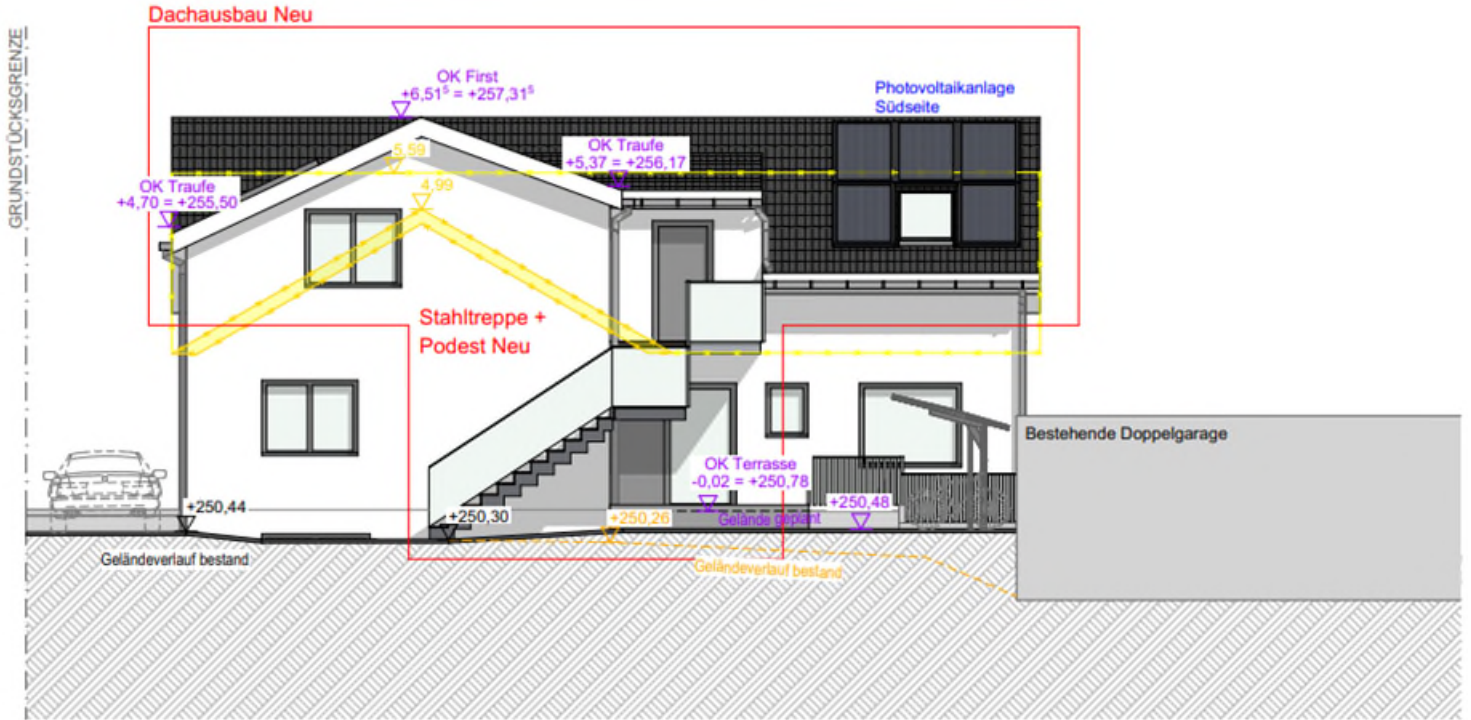 Dachausbau Neu
GRUNDSTÜCKSGRENZE
OK First
+6,51⁵ = +257,31⁵
Photovoltaikanlage
Südseite
5,59
OK Traufe
+5,37 = +256,17
OK Traufe
+4,70 = +255,50
4,99
Stahltreppe +
Podest Neu
Bestehende Doppelgarage
OK Terrasse
-0,02 = +250,78
+250,44
+250,30
+250,26
Gelände geplant
+250,48
Geländeverlauf bestand
Geländeverlauf bestand